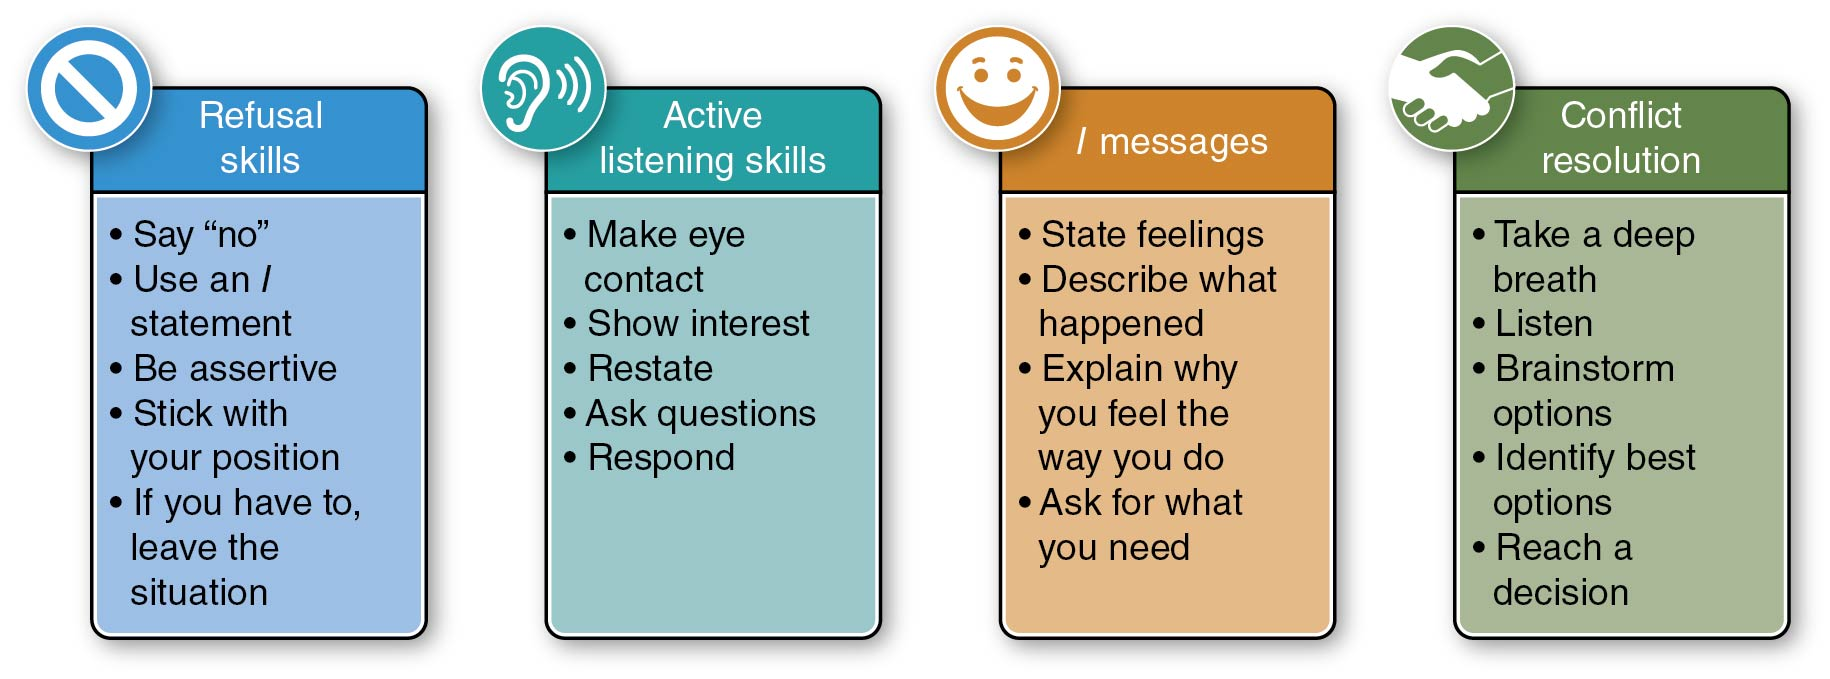 Refusal
skills
• Say “no”
• Use an I
statement
• Be assertive
• Stick with
your position
• If you have to,
leave the
situation
Active
listening skills
• Make eye
contact
• Show interest
• Restate
• Ask questions
• Respond
I messages
• State feelings
• Describe what
happened
• Explain why
you feel the
way you do
• Ask for what
you need
Conflict
resolution
• Take a deep
breath
• Listen
• Brainstorm
options
• Identify best
options
• Reach a
decision